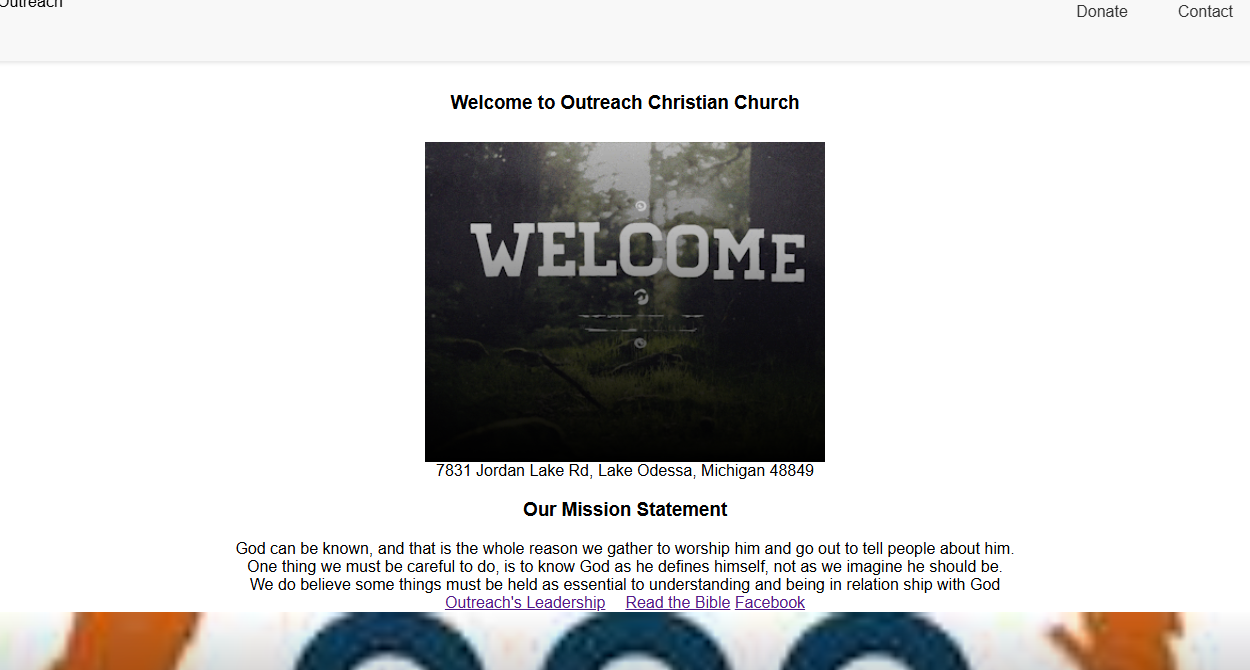 Outreach
Donate
Contact
Welcome to Outreach Christian Church
WELCOME
7831 Jordan Lake Rd, Lake Odessa, Michigan 48849
Our Mission Statement
God can be known, and that is the whole reason we gather to worship him and go out to tell people about him.
One thing we must be careful to do, is to know God as he defines himself, not as we imagine he should be.
We do believe some things must be held as essential to understanding and being in relation ship with God
Outreach's Leadership Read the Bible Facebook